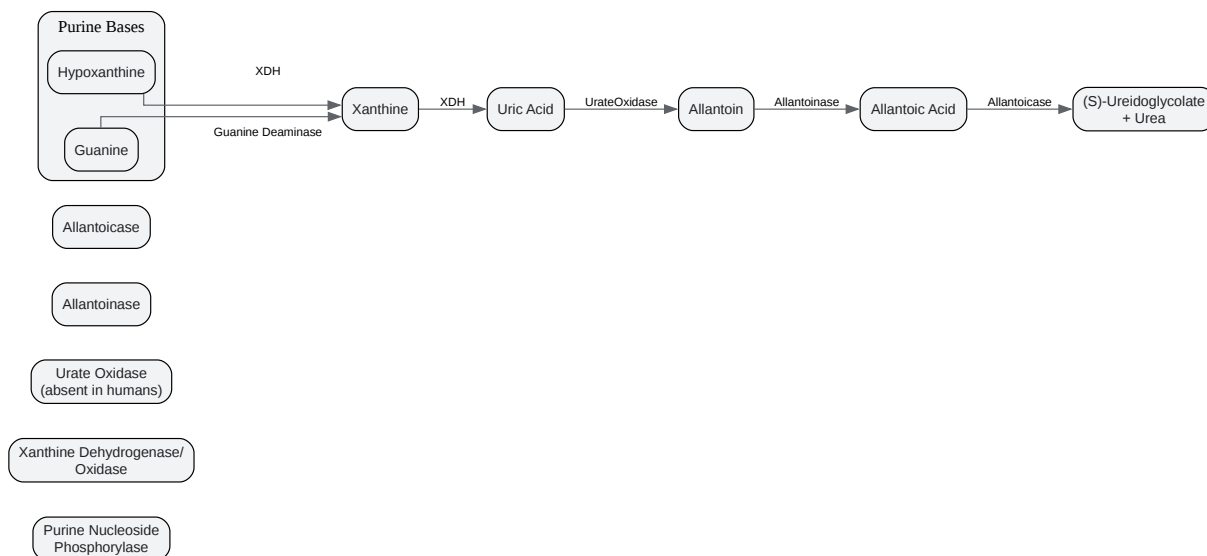 Purine Bases
Hypoxanthine
XDH
Xanthine
XDH
Uric Acid
UrateOxidase
Allantoin
Allantoinase
Allantoic Acid
Allantoicase
(S)-Ureidoglycolate
+ Urea
Guanine Deaminase
Guanine
Allantoicase
Allantoinase
Urate Oxidase
(absent in humans)
Xanthine Dehydrogenase/
Oxidase
Purine Nucleoside
Phosphorylase